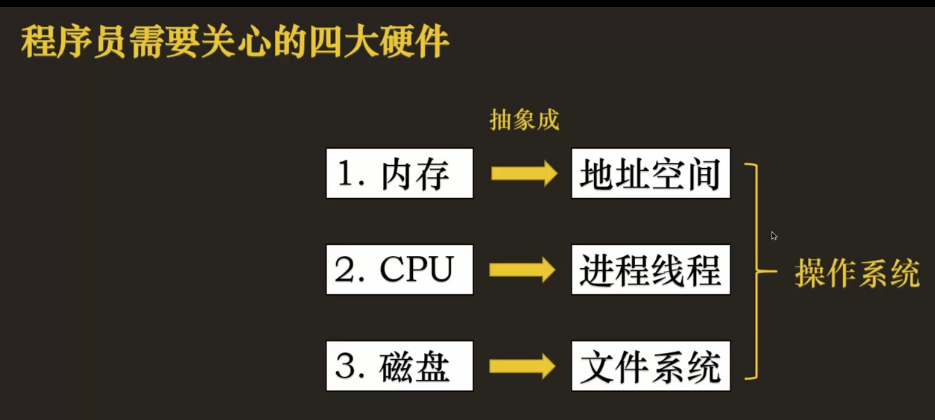 程序员需要关心的四大硬件
抽象成
1. 内存
地址空间
2. CPU
进程线程
操作系统
3. 磁盘
文件系统